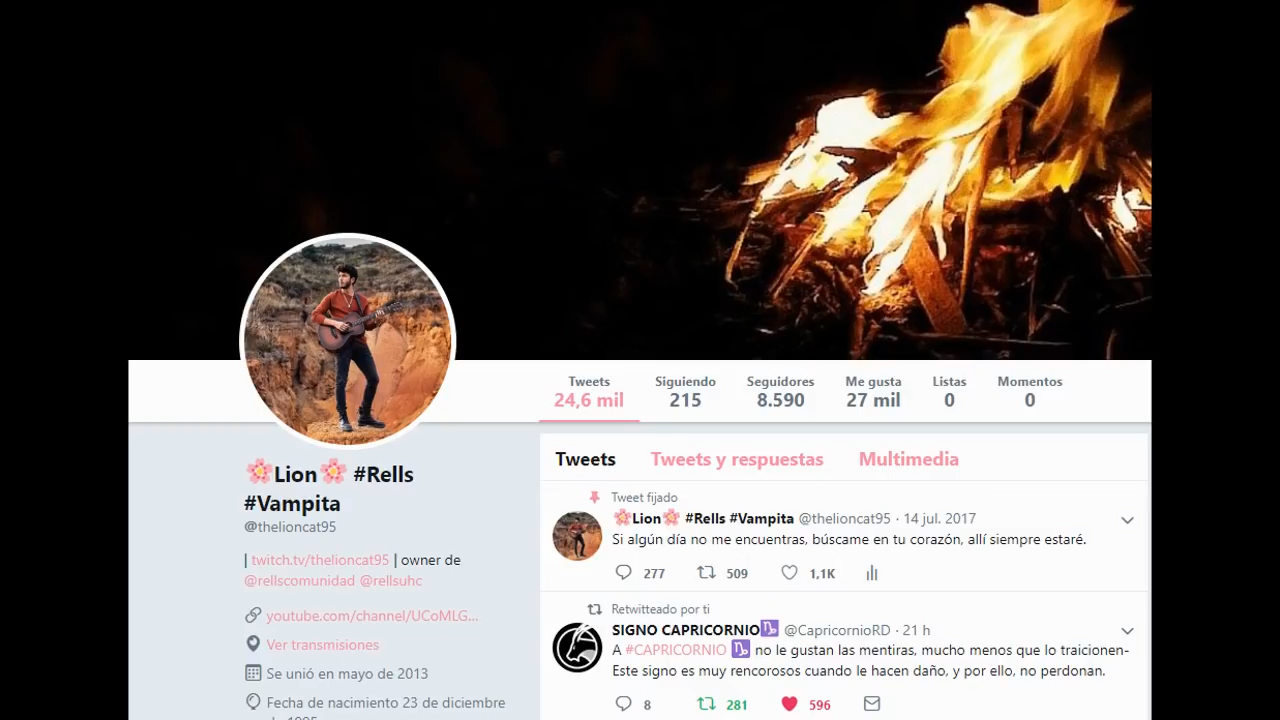 Tweets
24,6 mil
Siguiendo
215
Seguidores
8.590
Me gusta
27 mil
Listas
0
Momentos
0
🌸Lion🌸 #Rells
#Vampita
@thelioncat95
| twitch.tv/thelioncat95 | owner de
@rellscomunidad @rellsuhc
youtube.com/channel/UCoMLG...
Ver transmisiones
Se unió en mayo de 2013
Fecha de nacimiento 23 de diciembre
de 1995
Tweets Tweets y respuestas Multimedia
Tweet fijado
🌸Lion🌸 #Rells #Vampita @thelioncat95 · 14 jul. 2017
Si algún día no me encuentras, búscame en tu corazón, allí siempre estaré.
277 509 1,1K
Retwitteado por ti
SIGNO CAPRICORNIO♑ @CapricornioRD · 21 h
A #CAPRICORNIO ♑ no le gustan las mentiras, mucho menos que lo traicionen-
Este signo es muy rencorosos cuando le hacen daño, y por ello, no perdonan.
8 281 596